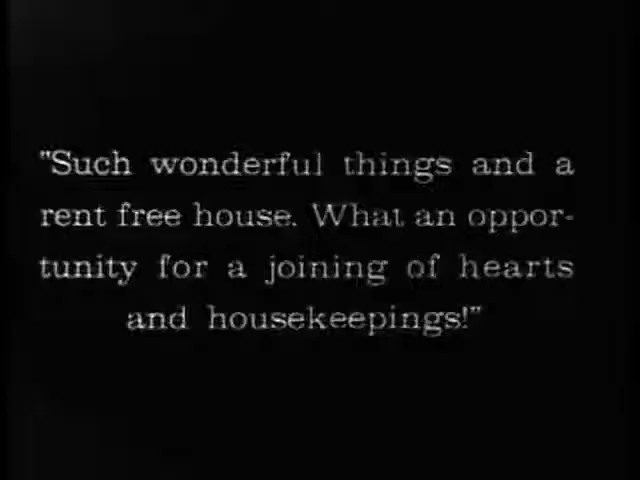 "Such wonderful things and a
rent free house. What an oppor-
tunity for a joining of hearts
and housekeepings!"